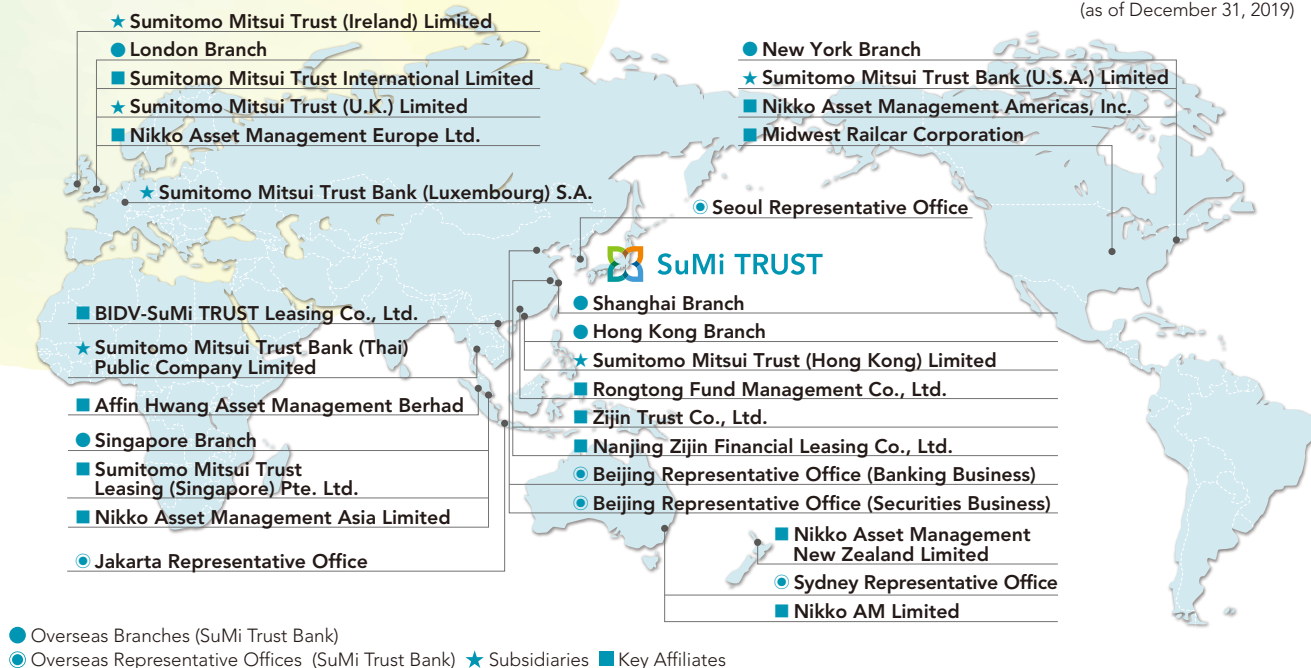 (as of December 31, 2019)
★ Sumitomo Mitsui Trust (Ireland) Limited
● London Branch
■ Sumitomo Mitsui Trust International Limited
★ Sumitomo Mitsui Trust (U.K.) Limited
■ Nikko Asset Management Europe Ltd.
★ Sumitomo Mitsui Trust Bank (Luxembourg) S.A.
● New York Branch
★ Sumitomo Mitsui Trust Bank (U.S.A.) Limited
■ Nikko Asset Management Americas, Inc.
■ Midwest Railcar Corporation
◉ Seoul Representative Office
SuMi TRUST
■ BIDV-SuMi TRUST Leasing Co., Ltd.
★ Sumitomo Mitsui Trust Bank (Thai)
Public Company Limited
■ Affin Hwang Asset Management Berhad
● Singapore Branch
■ Sumitomo Mitsui Trust
Leasing (Singapore) Pte. Ltd.
■ Nikko Asset Management Asia Limited
◉ Jakarta Representative Office
● Shanghai Branch
● Hong Kong Branch
★ Sumitomo Mitsui Trust (Hong Kong) Limited
■ Rongtong Fund Management Co., Ltd.
■ Zijin Trust Co., Ltd.
■ Nanjing Zijin Financial Leasing Co., Ltd.
◉ Beijing Representative Office (Banking Business)
◉ Beijing Representative Office (Securities Business)
■ Nikko Asset Management
New Zealand Limited
◉ Sydney Representative Office
■ Nikko AM Limited
● Overseas Branches (SuMi Trust Bank)
◉ Overseas Representative Offices (SuMi Trust Bank) ★ Subsidiaries ■ Key Affiliates